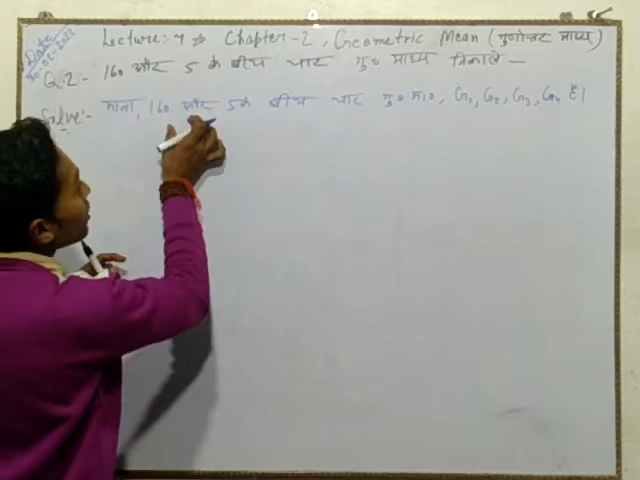 Date
30-08-2022
Lecture:-4 Chapter-2, Geometric Mean (गुणोत्तर माध्य)
Q.2:- 160 और 5 के बीच चार गु० माध्य निकालें –
Solve:- माना, 160 और 5 के बीच चार गु० मा०, G₁, G₂, G₃, G₄ है।